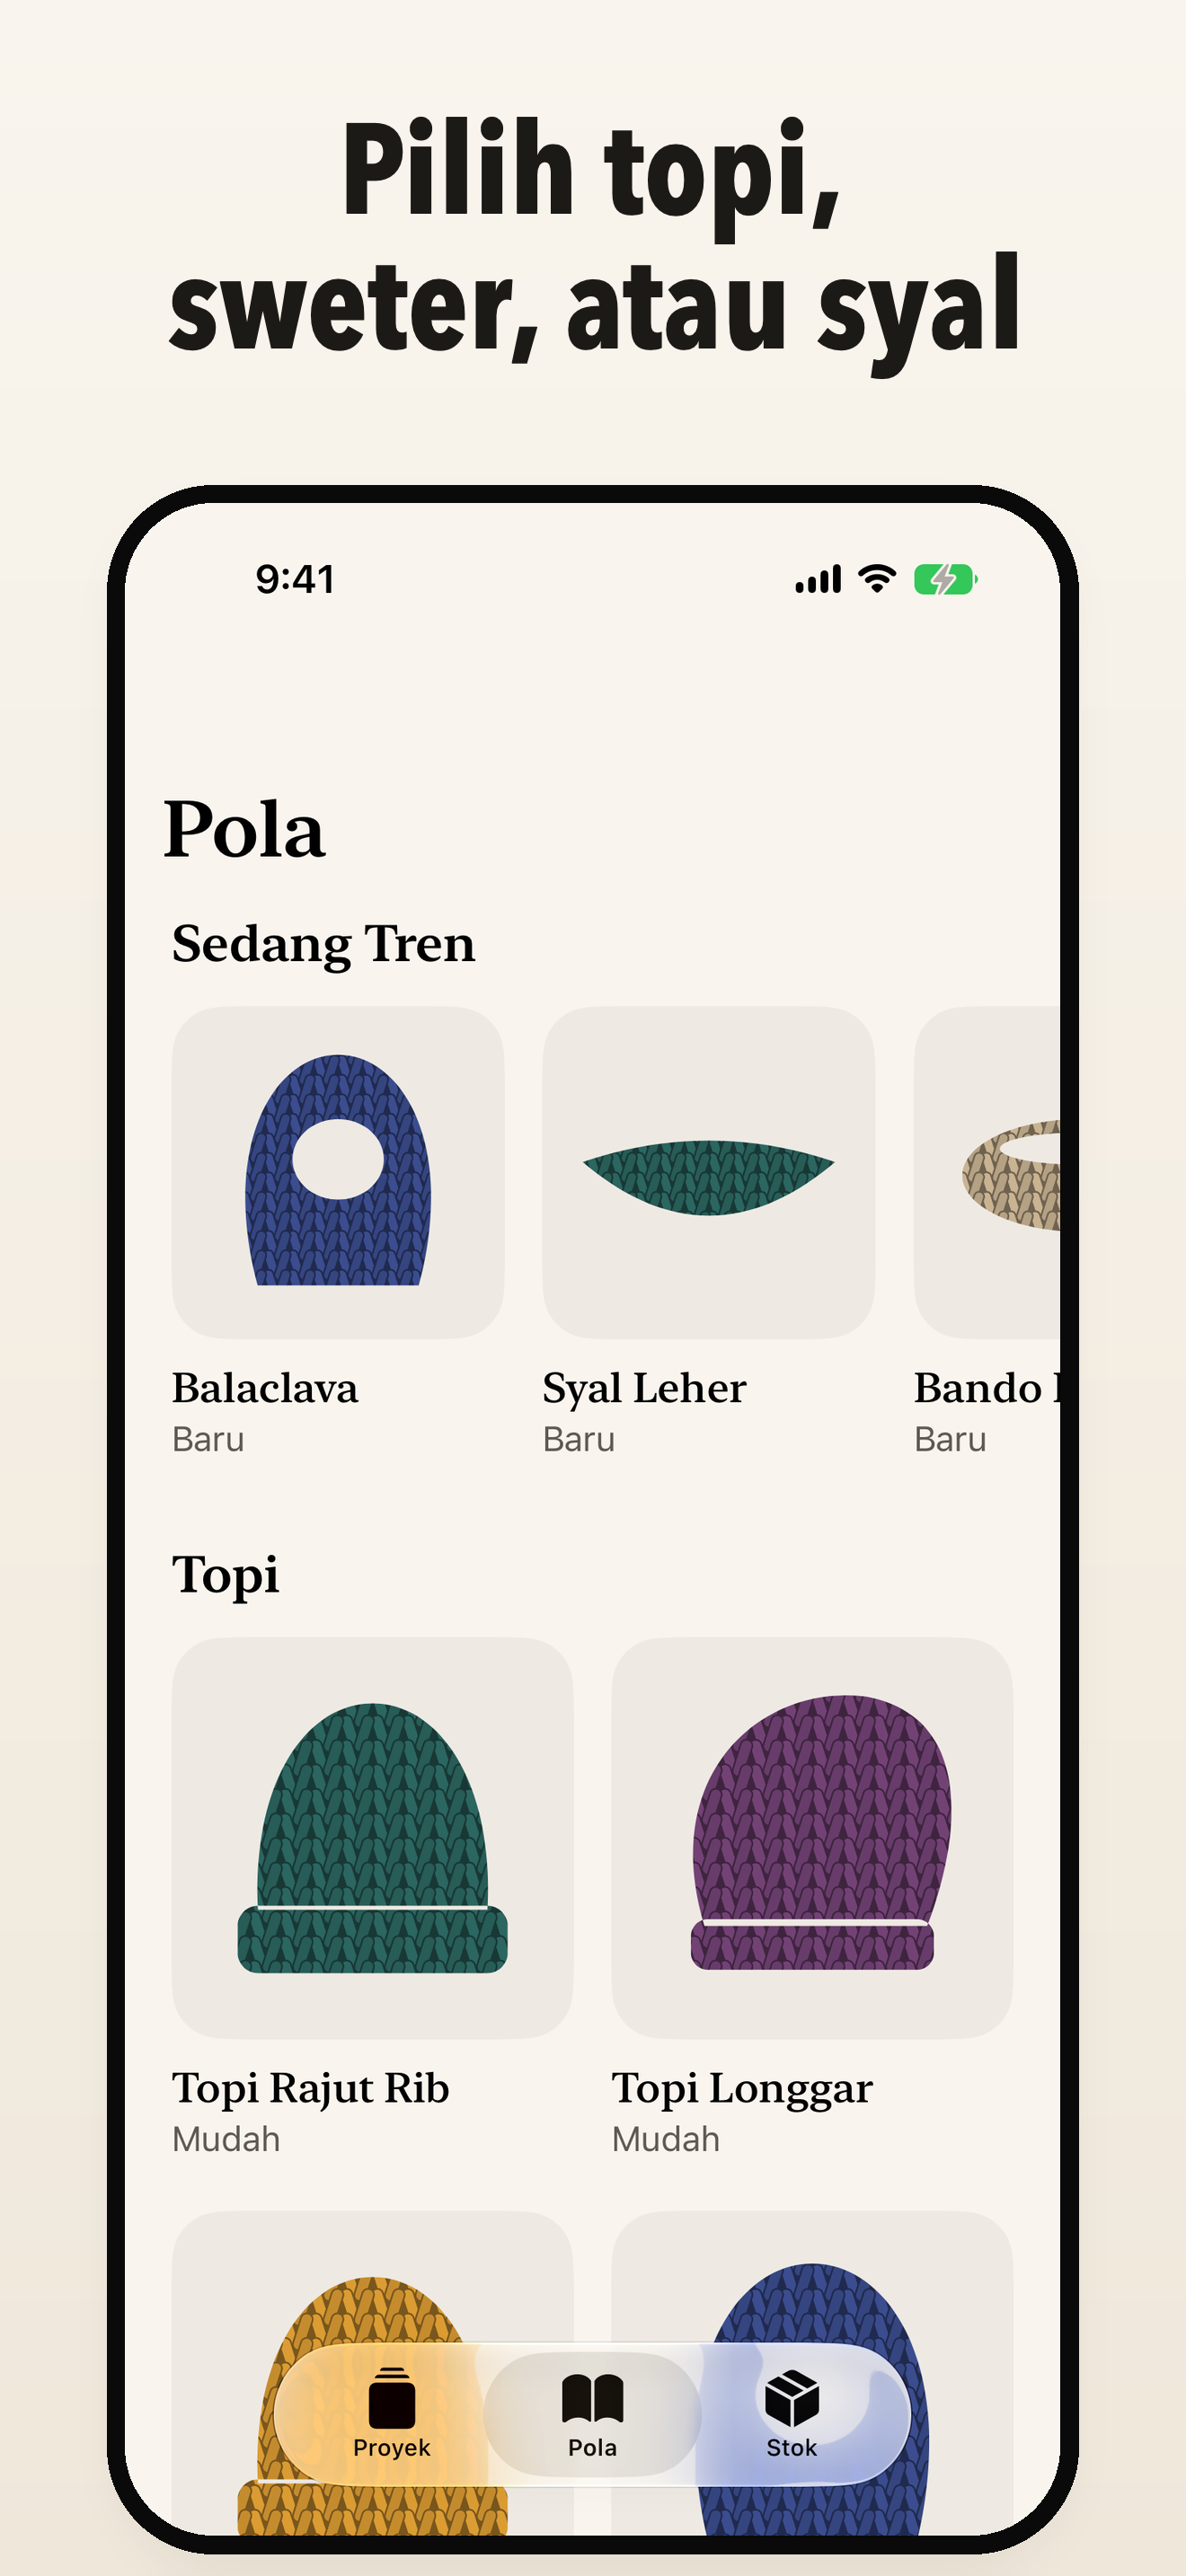 Pilih topi,
sweter, atau syal
9:41
Pola
Sedang Tren
Balaclava
Baru
Syal Leher
Baru
Bando
Baru
Topi
Topi Rajut Rib
Mudah
Topi Longgar
Mudah
Proyek
Pola
Stok